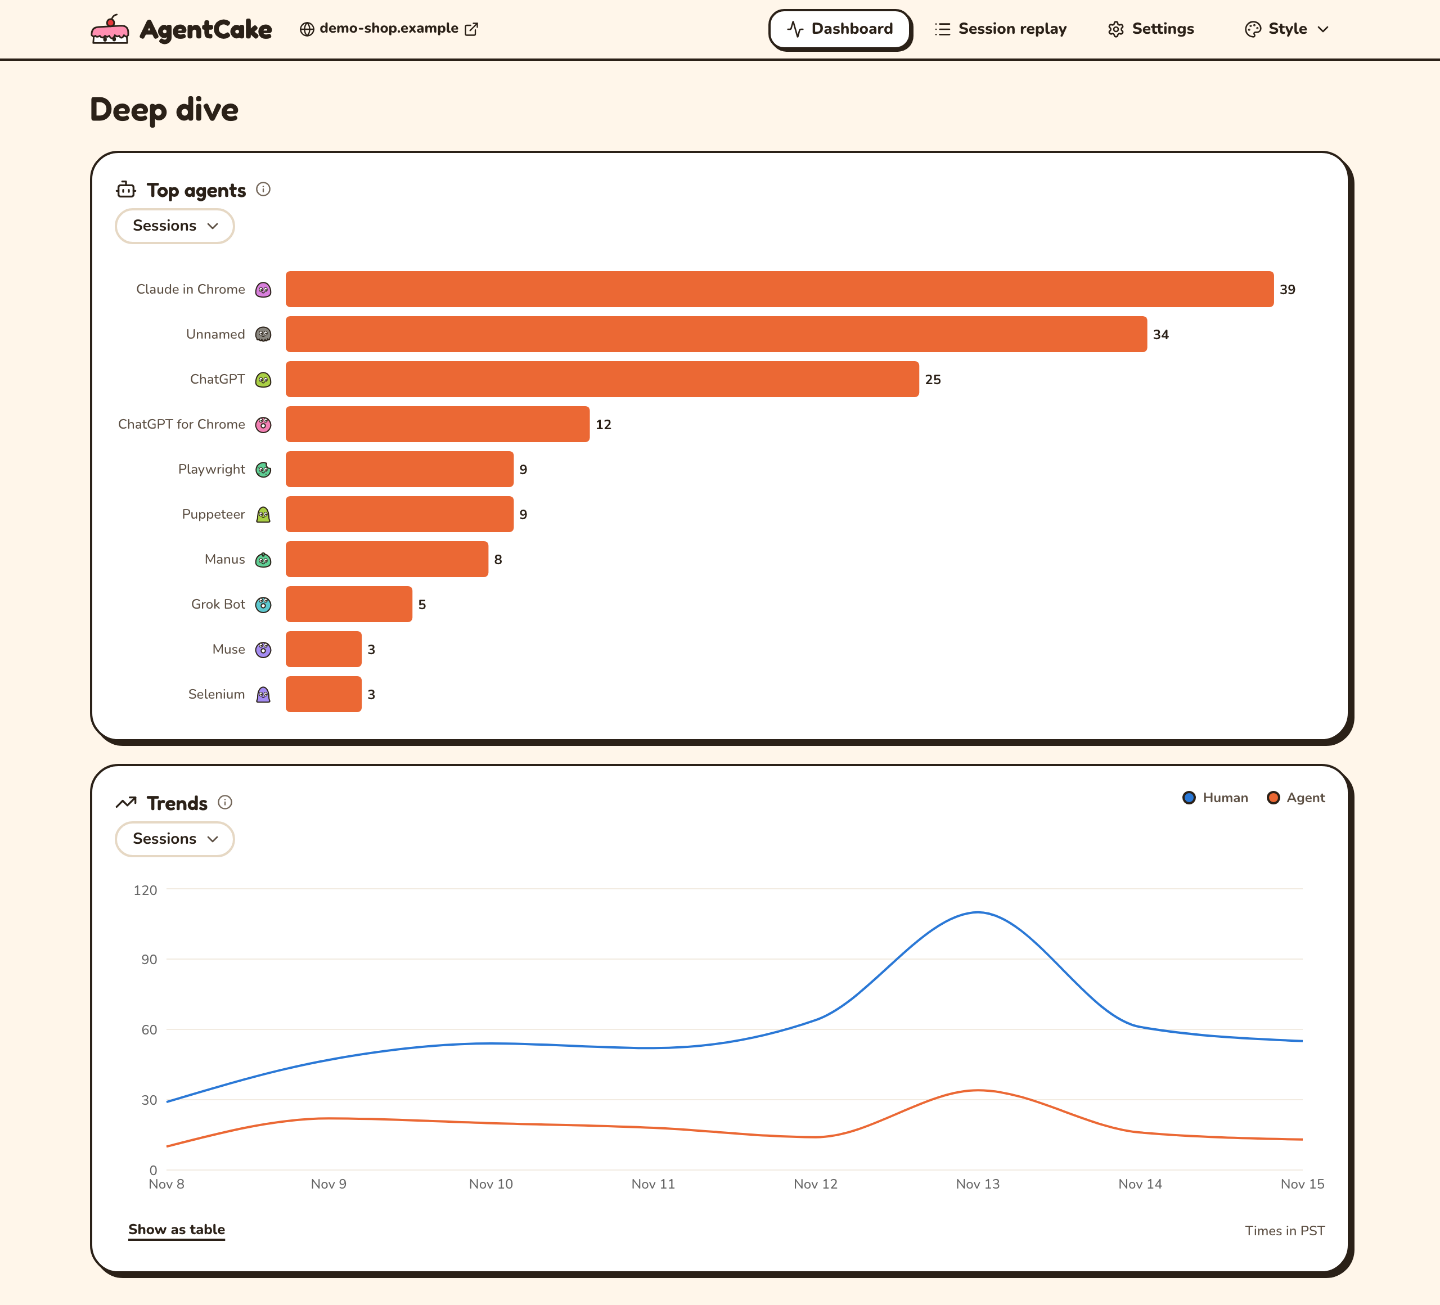 AgentCake
demo-shop.example
Dashboard
Session replay
Settings
Style
Deep dive
Top agents
Sessions
Claude in Chrome 39
Unnamed 34
ChatGPT 25
ChatGPT for Chrome 12
Playwright 9
Puppeteer 9
Manus 8
Grok Bot 5
Muse 3
Selenium 3
Trends
Human Agent
Sessions
120
90
60
30
0
Nov 8 Nov 9 Nov 10 Nov 11 Nov 12 Nov 13 Nov 14 Nov 15
Show as table
Times in PST